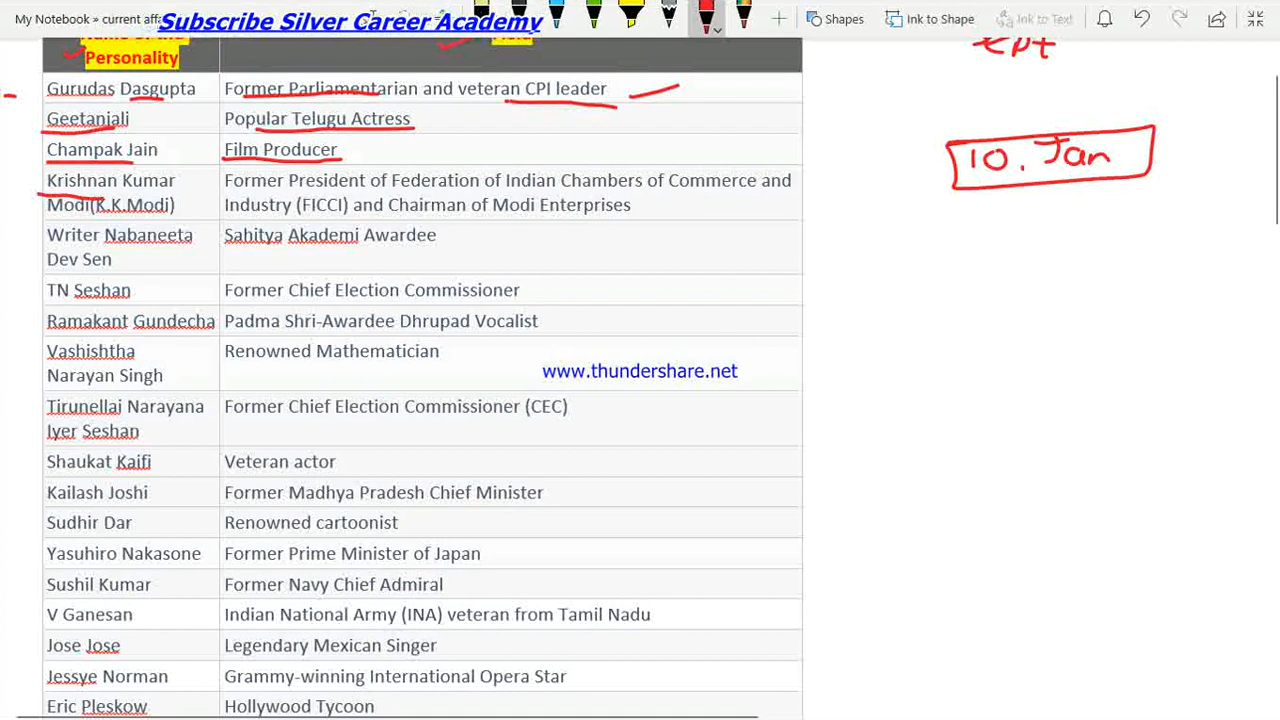 My Notebook » current affa
Subscribe Silver Career Academy
Shapes
Ink to Shape
Ink to Text
Personality
Gurudas Dasgupta Former Parliamentarian and veteran CPI leader
Geetanjali Popular Telugu Actress
Champak Jain Film Producer
Krishnan Kumar Former President of Federation of Indian Chambers of Commerce and
Modi(K.K.Modi) Industry (FICCI) and Chairman of Modi Enterprises
Writer Nabaneeta Sahitya Akademi Awardee
Dev Sen
TN Seshan Former Chief Election Commissioner
Ramakant Gundecha Padma Shri-Awardee Dhrupad Vocalist
Vashishtha Renowned Mathematician
Narayan Singh
www.thundershare.net
Tirunellai Narayana Former Chief Election Commissioner (CEC)
Iyer Seshan
Shaukat Kaifi Veteran actor
Kailash Joshi Former Madhya Pradesh Chief Minister
Sudhir Dar Renowned cartoonist
Yasuhiro Nakasone Former Prime Minister of Japan
Sushil Kumar Former Navy Chief Admiral
V Ganesan Indian National Army (INA) veteran from Tamil Nadu
Jose Jose Legendary Mexican Singer
Jessye Norman Grammy-winning International Opera Star
Eric Pleskow Hollywood Tycoon
10. Jan